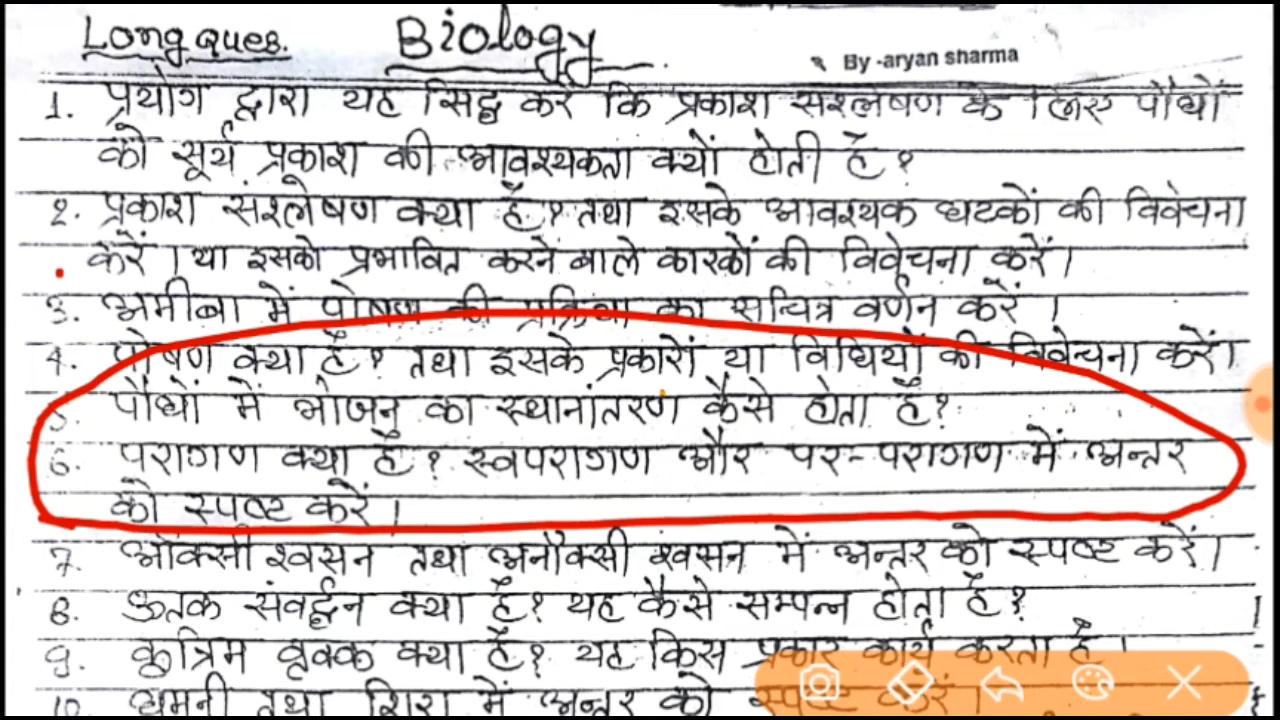 Long ques. Biology
By -aryan sharma
1. प्रयोग द्वारा यह सिद्ध करें कि प्रकाश संश्लेषण के लिए पौधों
को सूर्य प्रकाश की आवश्यकता क्यों होती है ?
2. प्रकाश संश्लेषण क्या है ? तथा इसके आवश्यक घटकों की विवेचना
करें । या इसको प्रभावित करने वाले कारकों की विवेचना करें ।
3. अमीबा में पोषण की प्रक्रिया का सचित्र वर्णन करें ।
4. पोषण क्या है ? तथा इसके प्रकारों या विधियों की विवेचना करें।
5. पौधों में भोजन का स्थानांतरण कैसे होता है ?
6. परागण क्या है ? स्वपरागण और पर-परागण में अन्तर
को स्पष्ट करें ।
7. ऑक्सी श्वसन तथा अनॉक्सी श्वसन में अन्तर को स्पष्ट करें ।
8. ऊतक संवर्द्धन क्या है ? यह कैसे सम्पन्न होता है ?
9. कृत्रिम वृक्क क्या है ? यह किस प्रकार कार्य करता है ।
10. धमनी तथा शिरा में अन्तर को स्पष्ट करें ।